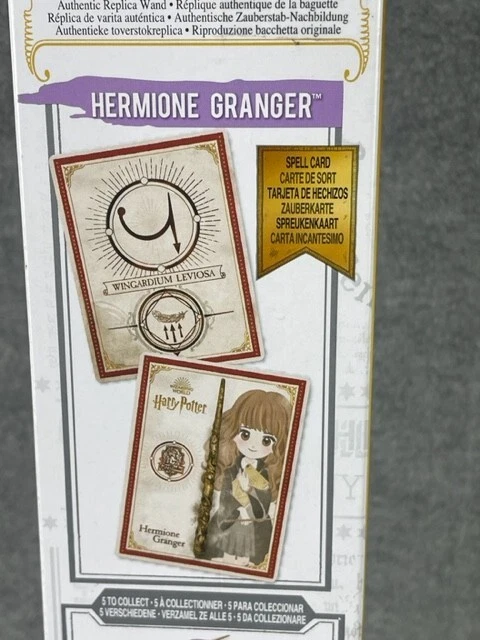 Authentic Replica Wand • Réplique authentique de la baguette
Réplica de varita auténtica • Authentische Zauberstab-Nachbildung
Authentieke toverstokreplica • Riproduzione bacchetta originale
HERMIONE GRANGER™
SPELL CARD
CARTE DE SORT
TARJETA DE HECHIZOS
ZAUBERKARTE
SPREUKENKAART
CARTA INCANTESIMO
WINGARDIUM LEVIOSA
WIZARDING
WORLD
Harry Potter
Hermione
Granger
5 TO COLLECT • 5 À COLLECTIONNER • 5 PARA COLECCIONAR
5 VERSCHIEDENE • VERZAMEL ZE ALLE 5 • 5 DA COLLEZIONARE